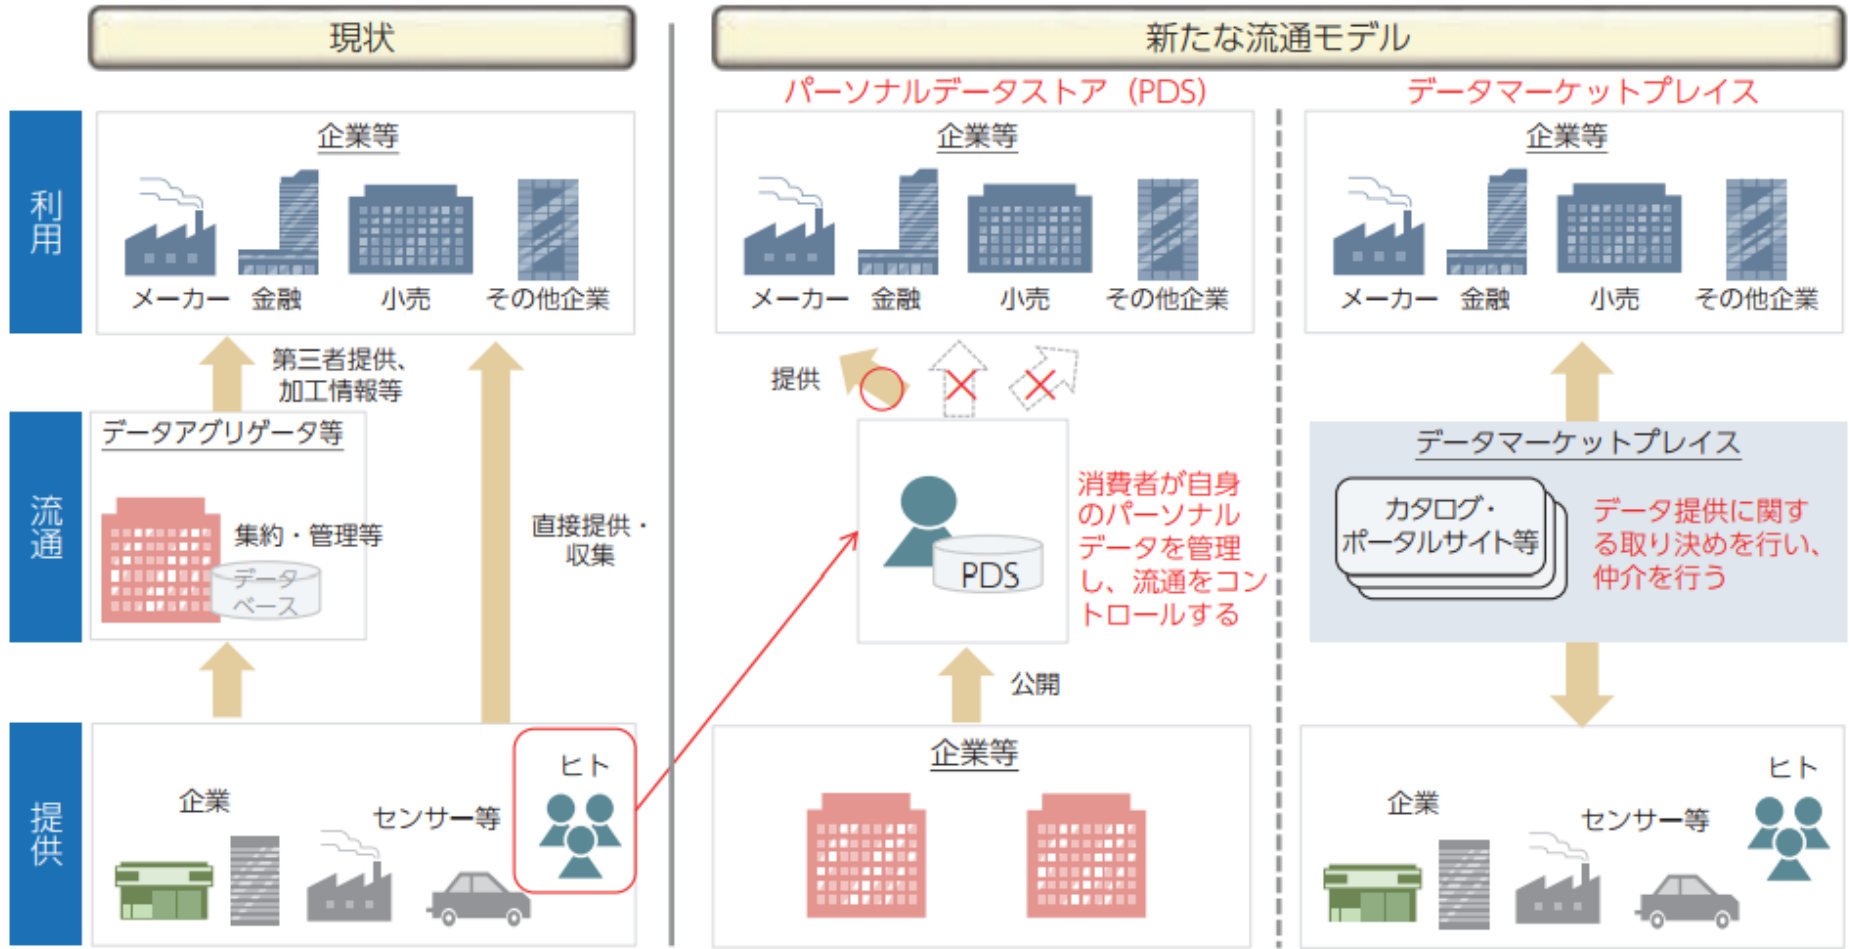 現状
新たな流通モデル
パーソナルデータストア（PDS）
データマーケットプレイス
利用
企業等
メーカー
金融
小売
その他企業
企業等
メーカー
金融
小売
その他企業
企業等
メーカー
金融
小売
その他企業
第三者提供、
加工情報等
提供
流通
データアグリゲータ等
集約・管理等
データ
ベース
直接提供・
収集
PDS
消費者が自身
のパーソナル
データを管理
し、流通をコン
トロールする
データマーケットプレイス
カタログ・
ポータルサイト等
データ提供に関す
る取り決めを行い、
仲介を行う
公開
提供
企業
センサー等
ヒト
企業等
企業
センサー等
ヒト